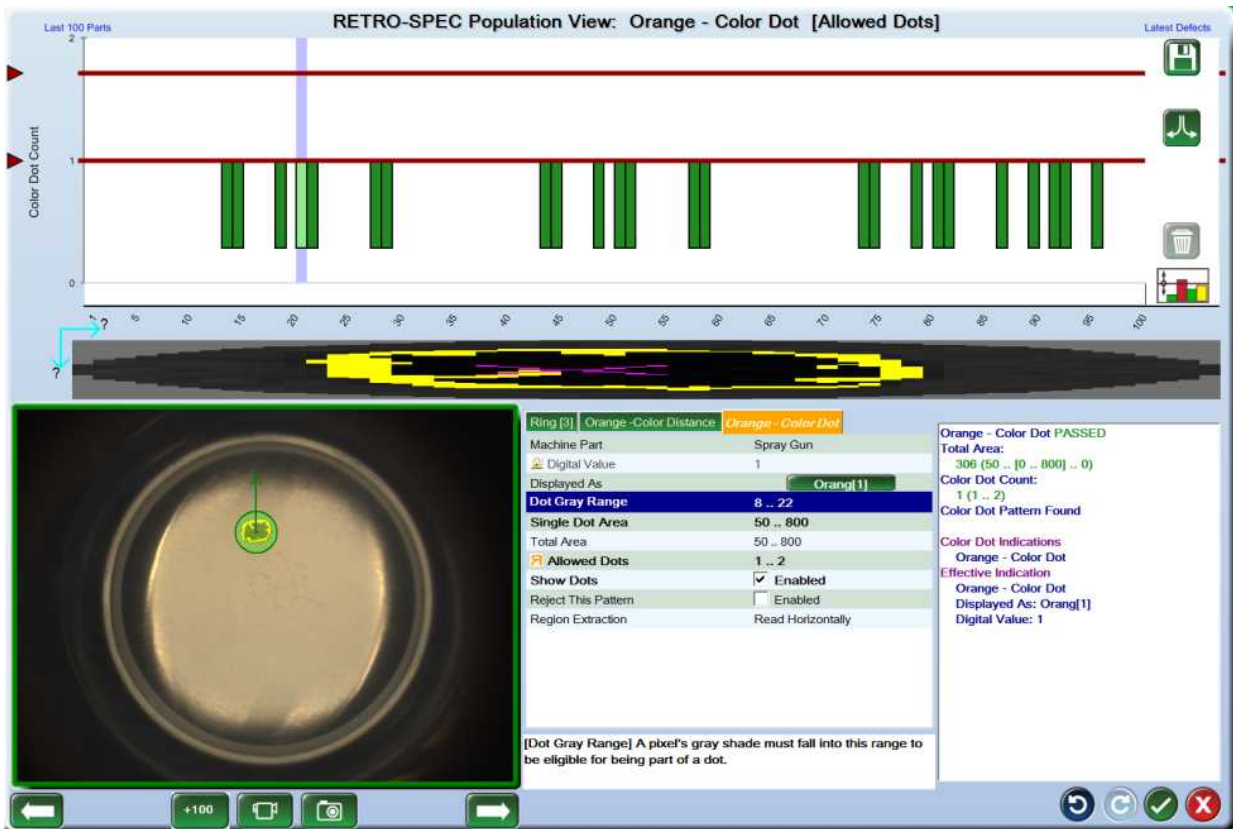 RETRO-SPEC Population View: Orange - Color Dot [Allowed Dots]
Last 100 Parts
Latest Defects
2
1
0
Color Dot Count
1 5 10 15 20 25 30 35 40 45 50 55 60 65 70 75 80 85 90 95 100
?
?
Ring [3] Orange -Color Distance Orange - Color Dot
Machine Part Spray Gun
Digital Value 1
Displayed As Orang[1]
Dot Gray Range 8 .. 22
Single Dot Area 50 .. 800
Total Area 50 .. 800
Allowed Dots 1 .. 2
Show Dots Enabled
Reject This Pattern Enabled
Region Extraction Read Horizontally
[Dot Gray Range] A pixel's gray shade must fall into this range to
be eligible for being part of a dot.
Orange - Color Dot PASSED
Total Area:
306 (50 .. [0 .. 800] .. 0)
Color Dot Count:
1 (1 .. 2)
Color Dot Pattern Found
Color Dot Indications
Orange - Color Dot
Effective Indication
Orange - Color Dot
Displayed As: Orang[1]
Digital Value: 1
+100